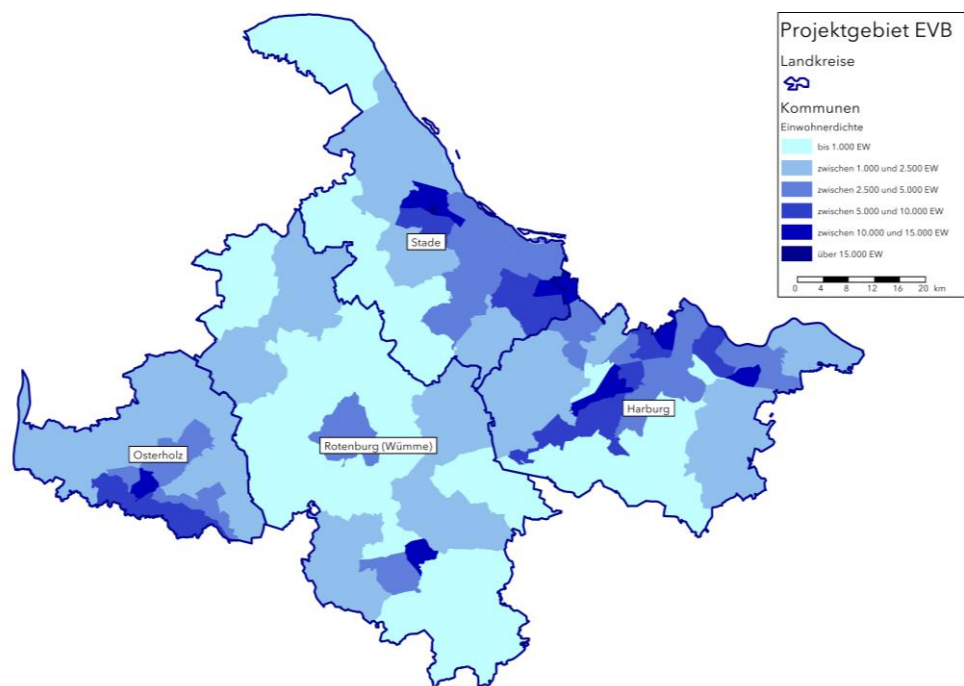 Projektgebiet EVB
Landkreise
Kommunen
Einwohnerdichte
bis 1.000 EW
zwischen 1.000 und 2.500 EW
zwischen 2.500 und 5.000 EW
zwischen 5.000 und 10.000 EW
zwischen 10.000 und 15.000 EW
über 15.000 EW
0 4 8 12 16 20 km
Stade
Harburg
Rotenburg (Wümme)
Osterholz